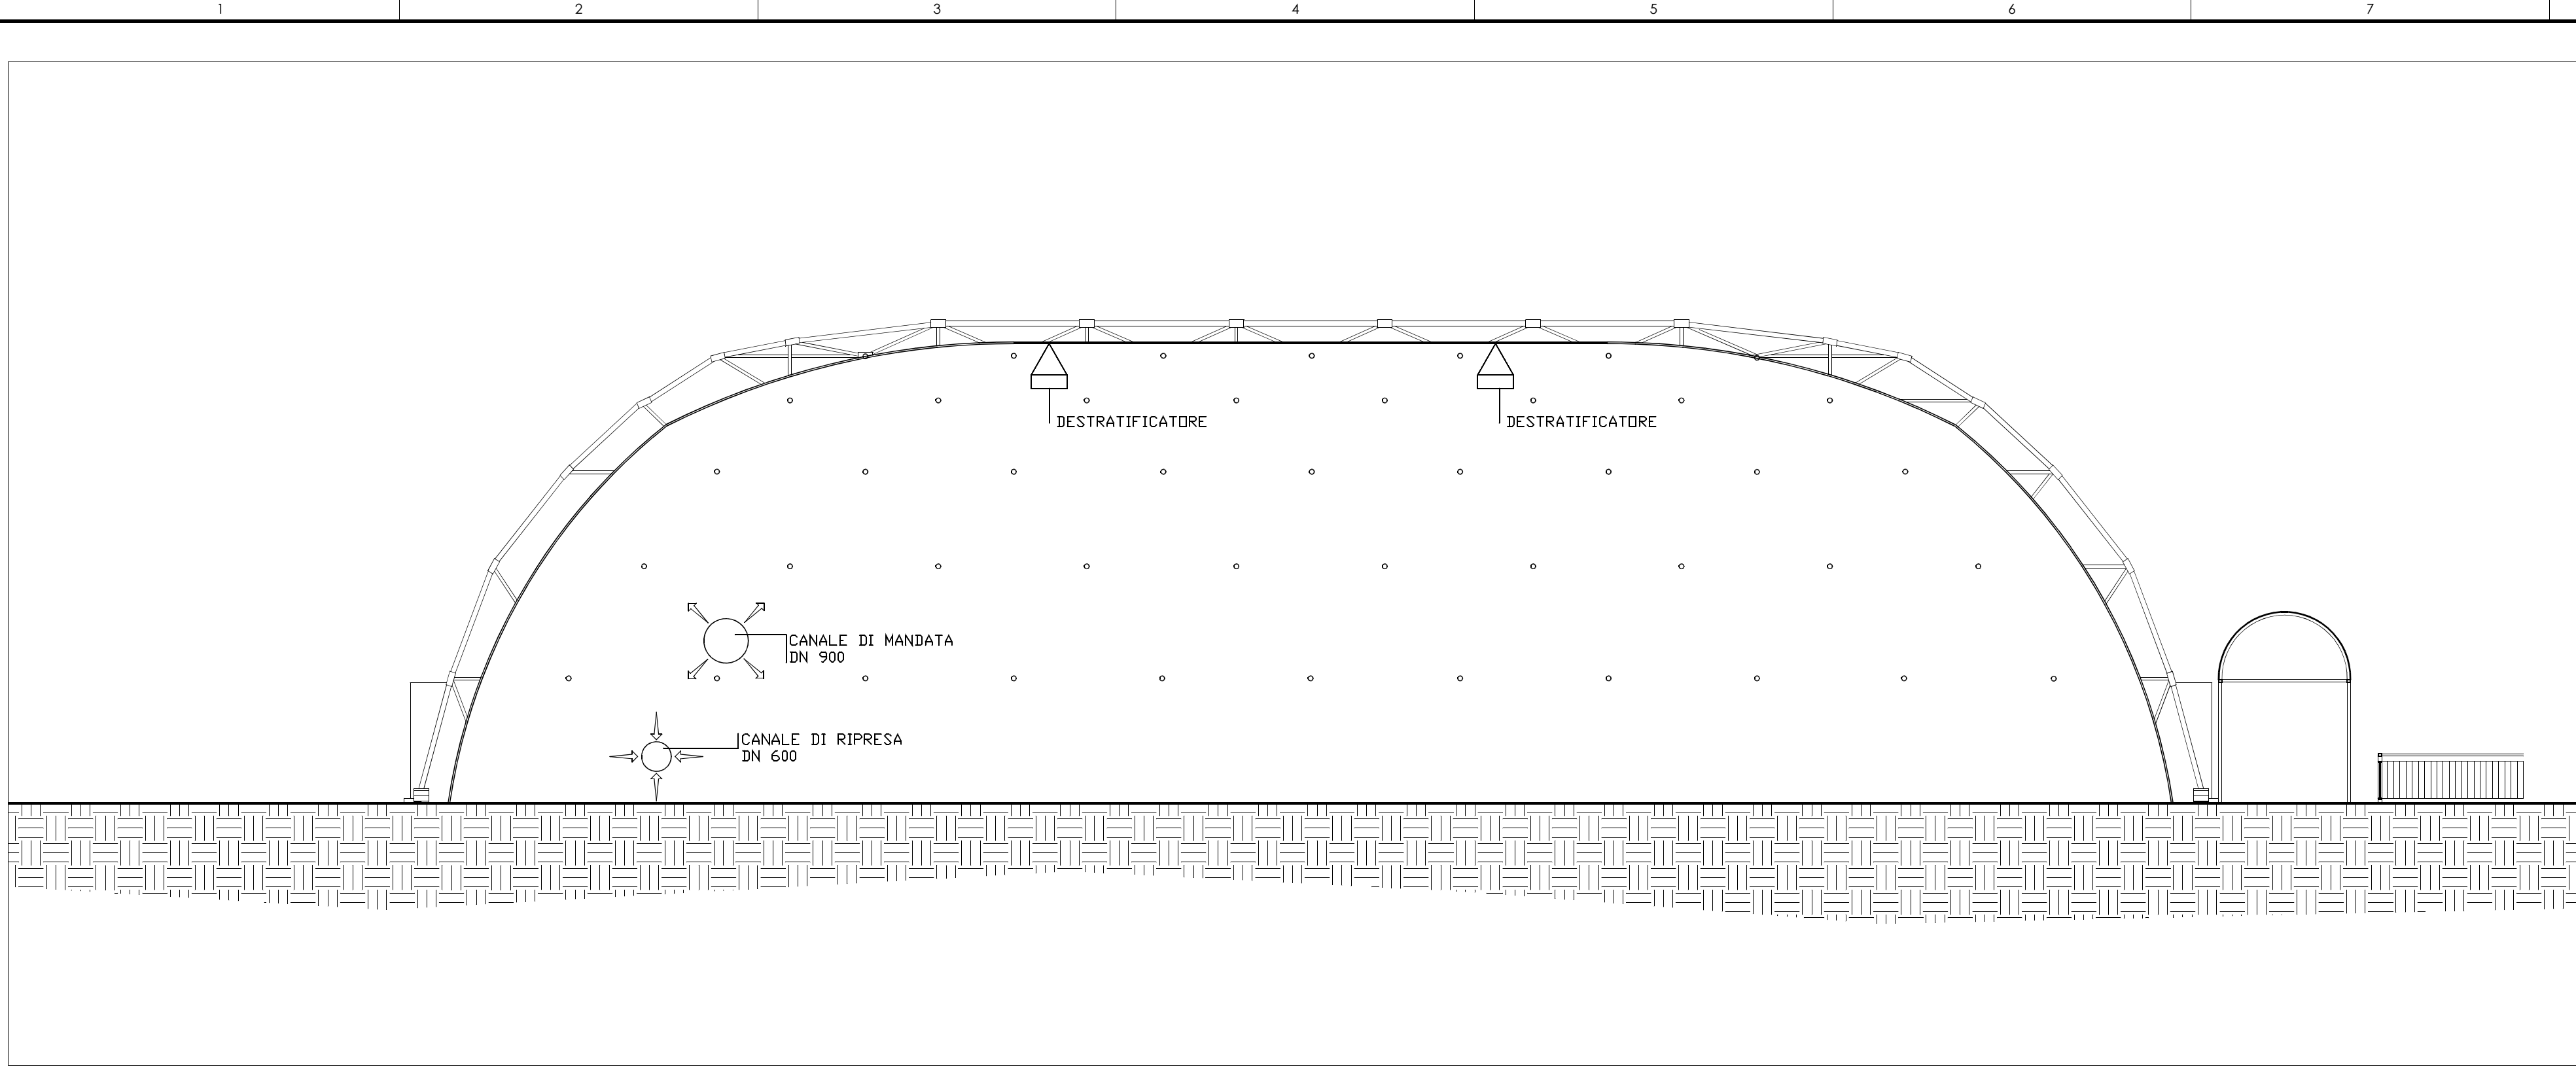 1 2 3 4 5 6 7
DESTRATIFICATORE DESTRATIFICATORE
CANALE DI MANDATA
DN 900
CANALE DI RIPRESA
DN 600